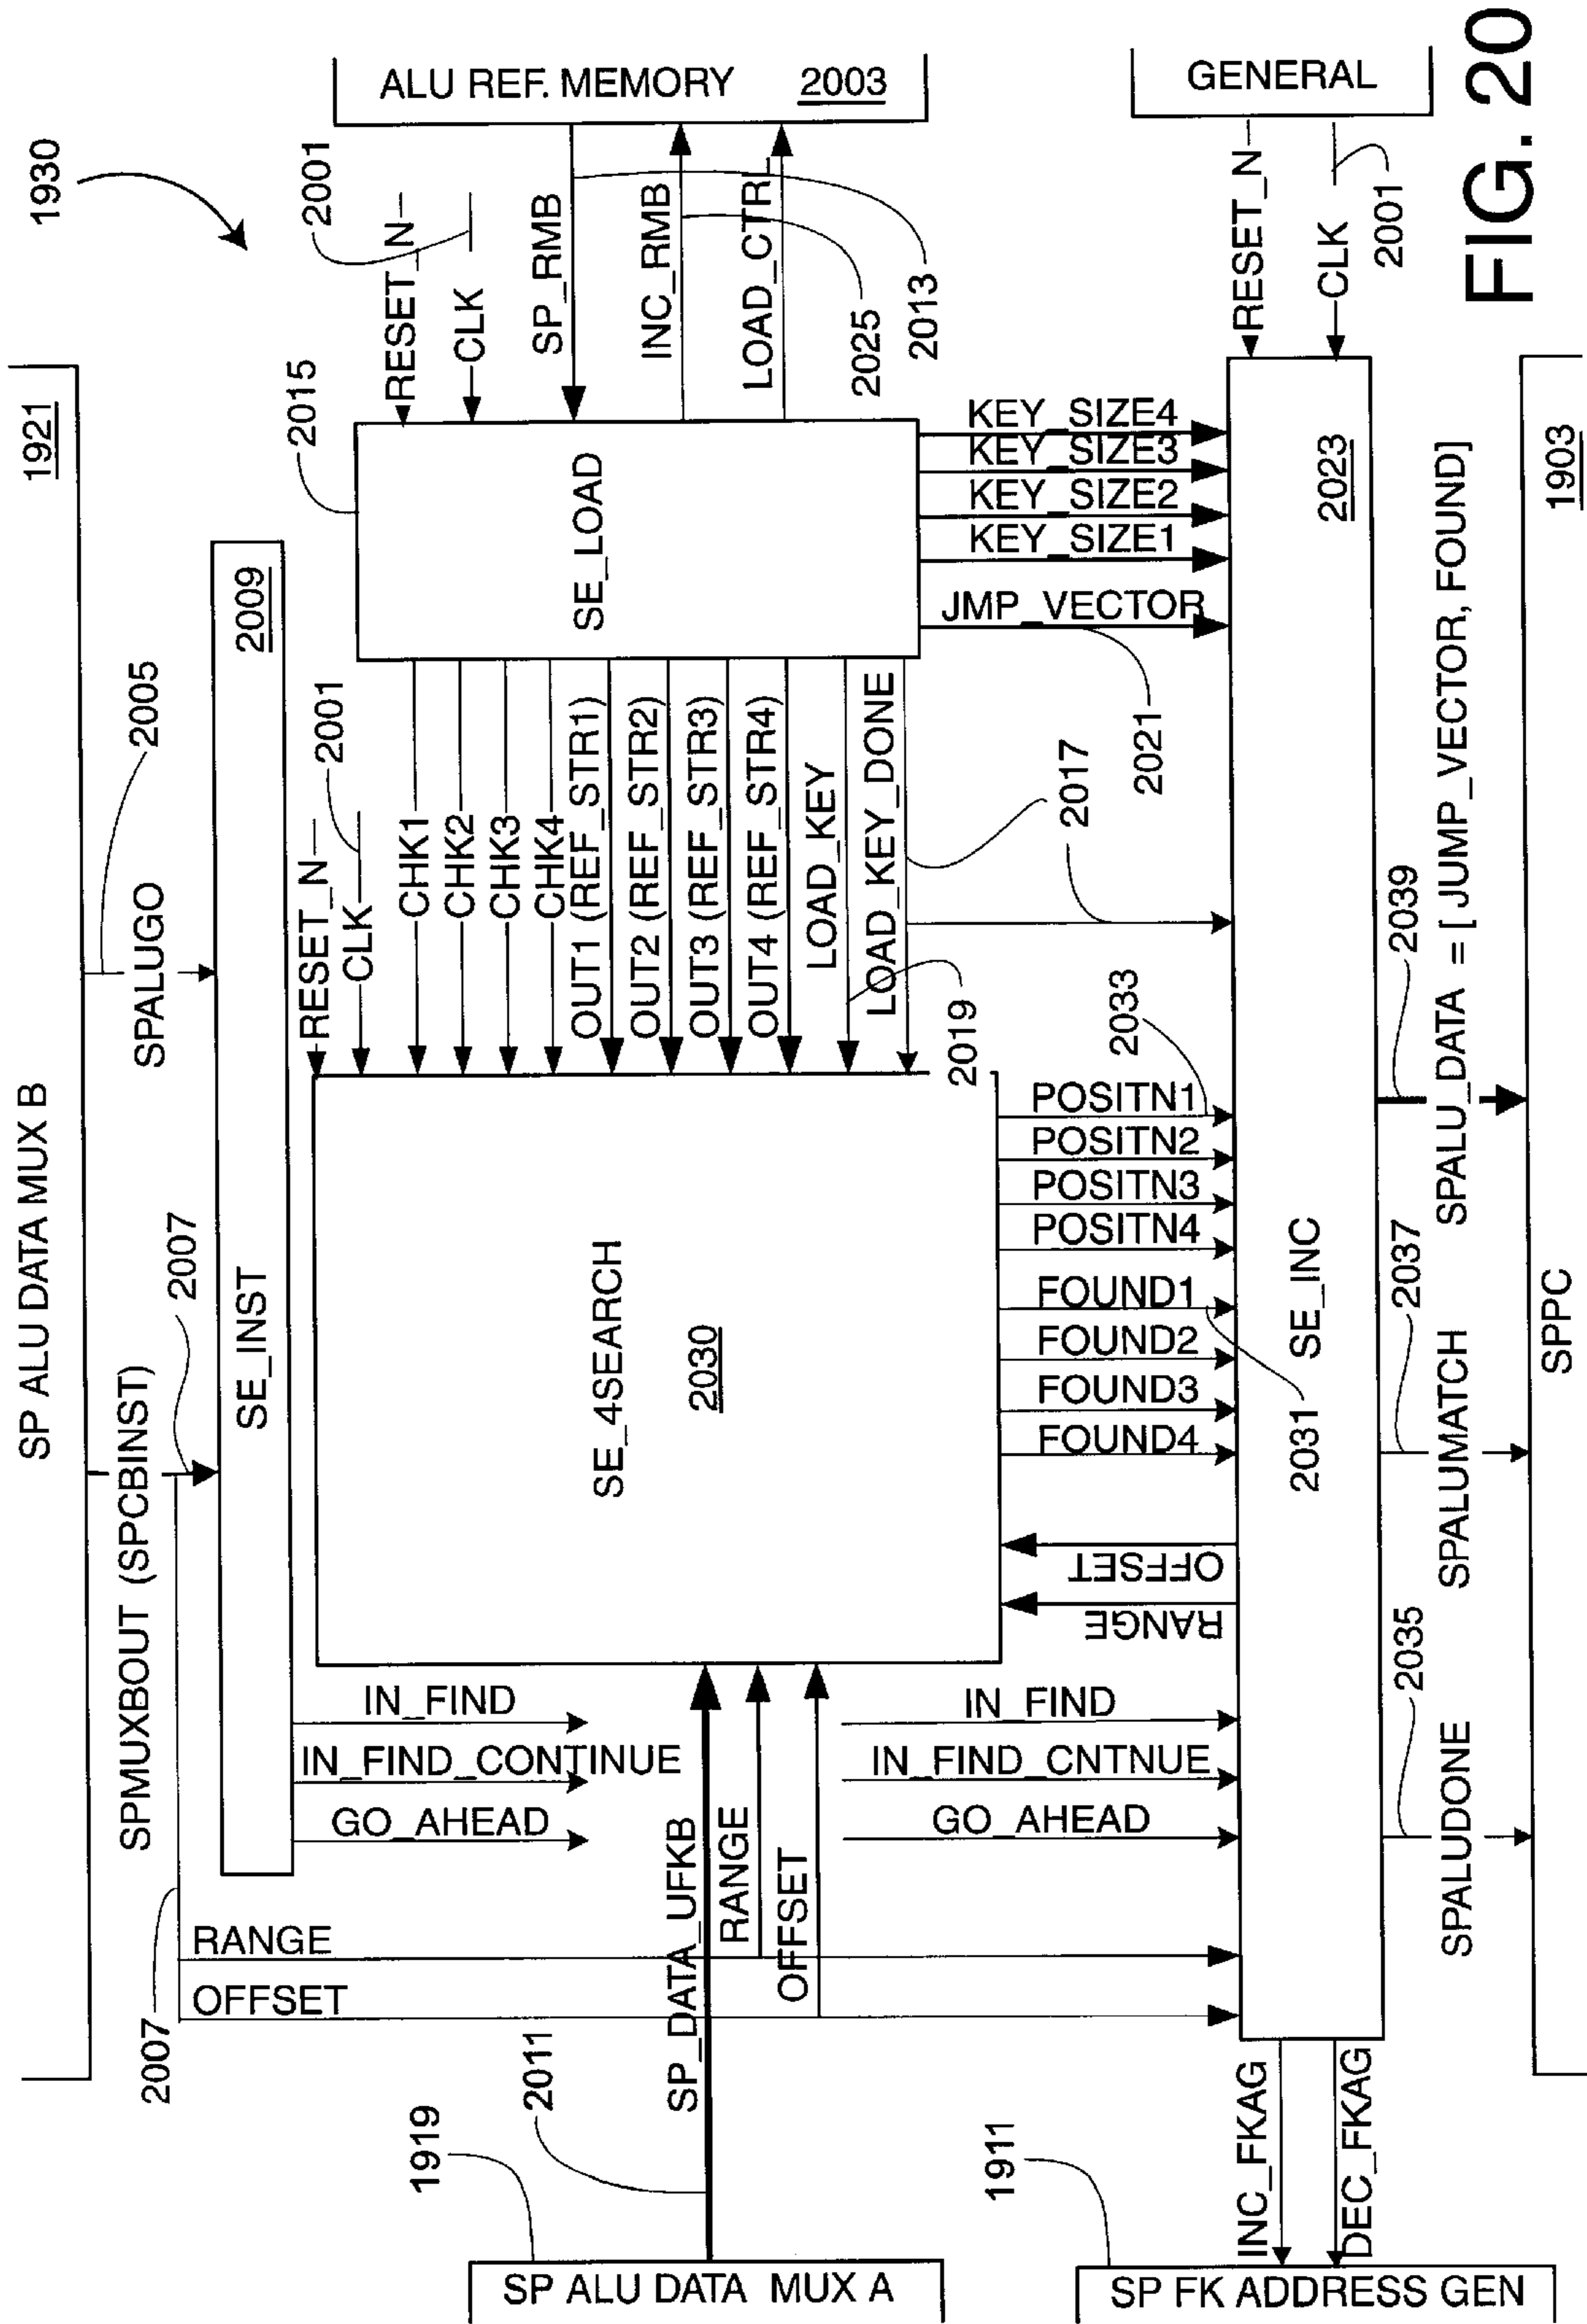 1930
SP ALU DATA MUX B
1921
2005
SPALUGO
SPMUXBOUT (SPCBINST)
2007
2007
SE_INST
2009
2015
SE_LOAD
RESET_N
CLK
2001
SP_RMB
INC_RMB
LOAD_CTRL
2025
2013
ALU REF. MEMORY
2003
RESET_N
CLK
2001
CHK1
CHK2
CHK3
CHK4
OUT1 (REF_STR1)
OUT2 (REF_STR2)
OUT3 (REF_STR3)
OUT4 (REF_STR4)
LOAD_KEY
LOAD_KEY_DONE
2019
2017
2021
JMP_VECTOR
KEY_SIZE1
KEY_SIZE2
KEY_SIZE3
KEY_SIZE4
SE_4SEARCH
2030
IN_FIND
IN_FIND_CONTINUE
GO_AHEAD
RANGE
OFFSET
SP_DATA_UFKB
RANGE
OFFSET
1919
2011
SP ALU DATA MUX A
IN_FIND
IN_FIND_CNTNUE
GO_AHEAD
RANGE
OFFSET
FOUND4
FOUND3
FOUND2
FOUND1
POSITN4
POSITN3
POSITN2
POSITN1
2033
2031
SE_INC
2023
RESET_N
CLK
2001
GENERAL
1911
INC_FKAG
DEC_FKAG
SP FK ADDRESS GEN
SPALUDONE
2035
SPALUMATCH
2037
SPALU_DATA = [JUMP_VECTOR, FOUND]
2039
SPPC
1903
FIG. 20